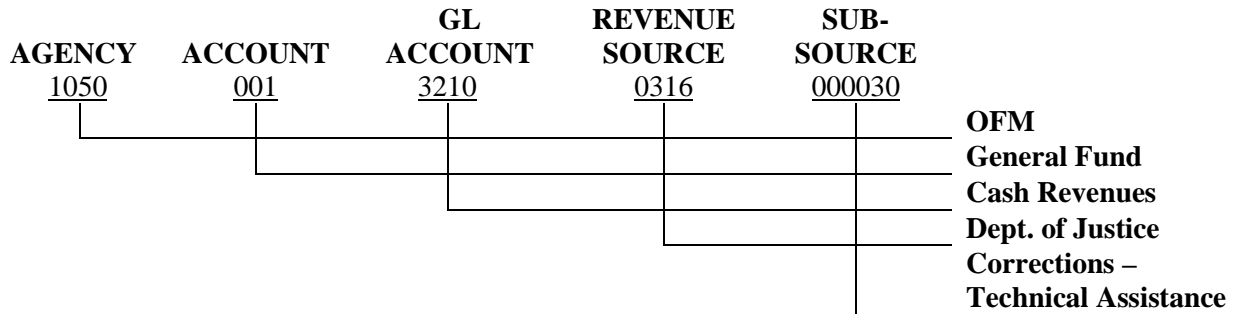 GL REVENUE SUB-
AGENCY ACCOUNT ACCOUNT SOURCE SOURCE
1050 001 3210 0316 000030
OFM
General Fund
Cash Revenues
Dept. of Justice
Corrections –
Technical Assistance